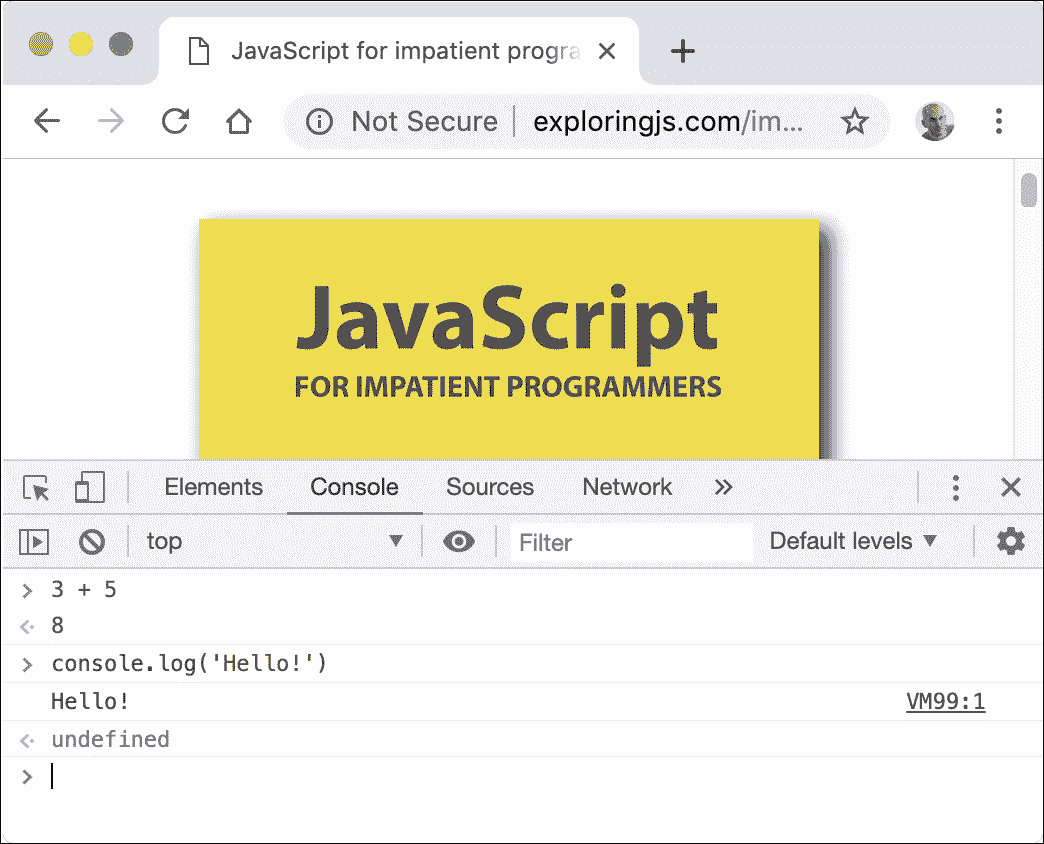 JavaScript for impatient progra
Not Secure | exploringjs.com/im...
JavaScript
FOR IMPATIENT PROGRAMMERS
Elements Console Sources Network »
top Filter Default levels
> 3 + 5
8
> console.log('Hello!')
Hello! VM99:1
undefined
>